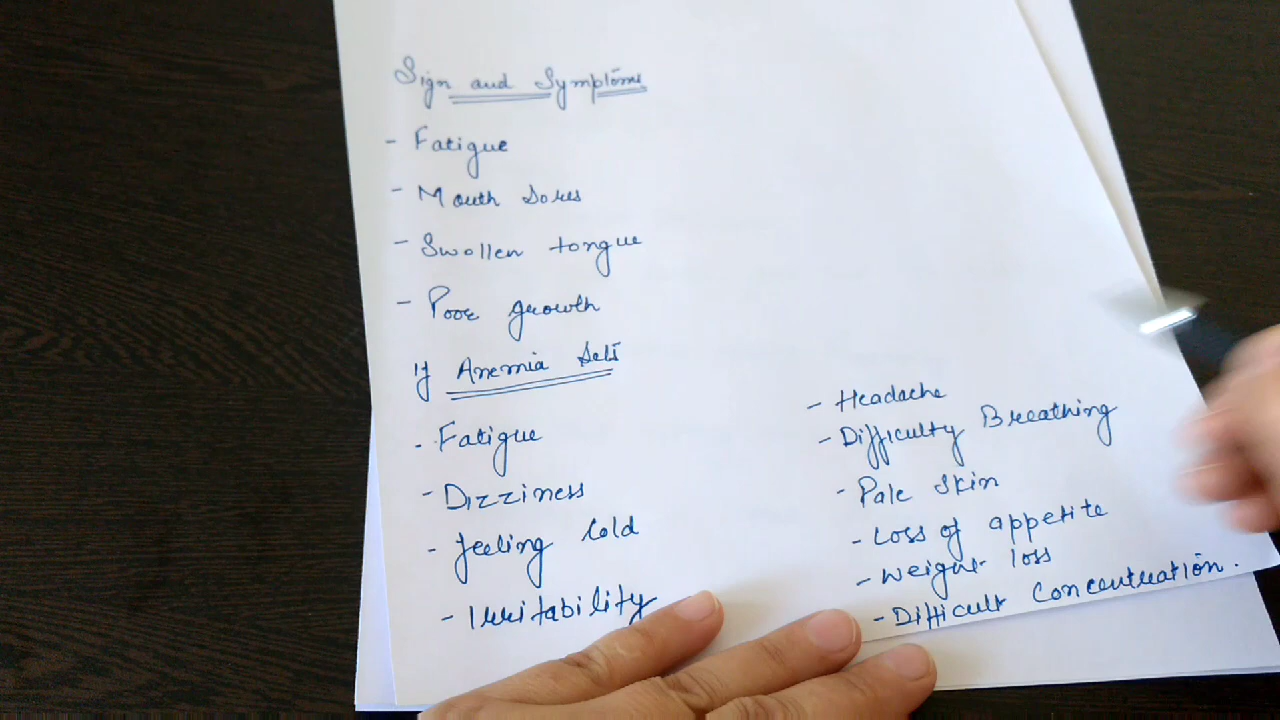 Sign and Symptoms
- Fatigue
- Mouth Sores
- Swollen tongue
- Poor growth
If Anemia Sets
- Fatigue
- Dizziness
- feeling Cold
- Irritability
- Headache
- Difficulty Breathing
- Pale Skin
- Loss of appetite
- Weight loss
- Difficult Concentration.